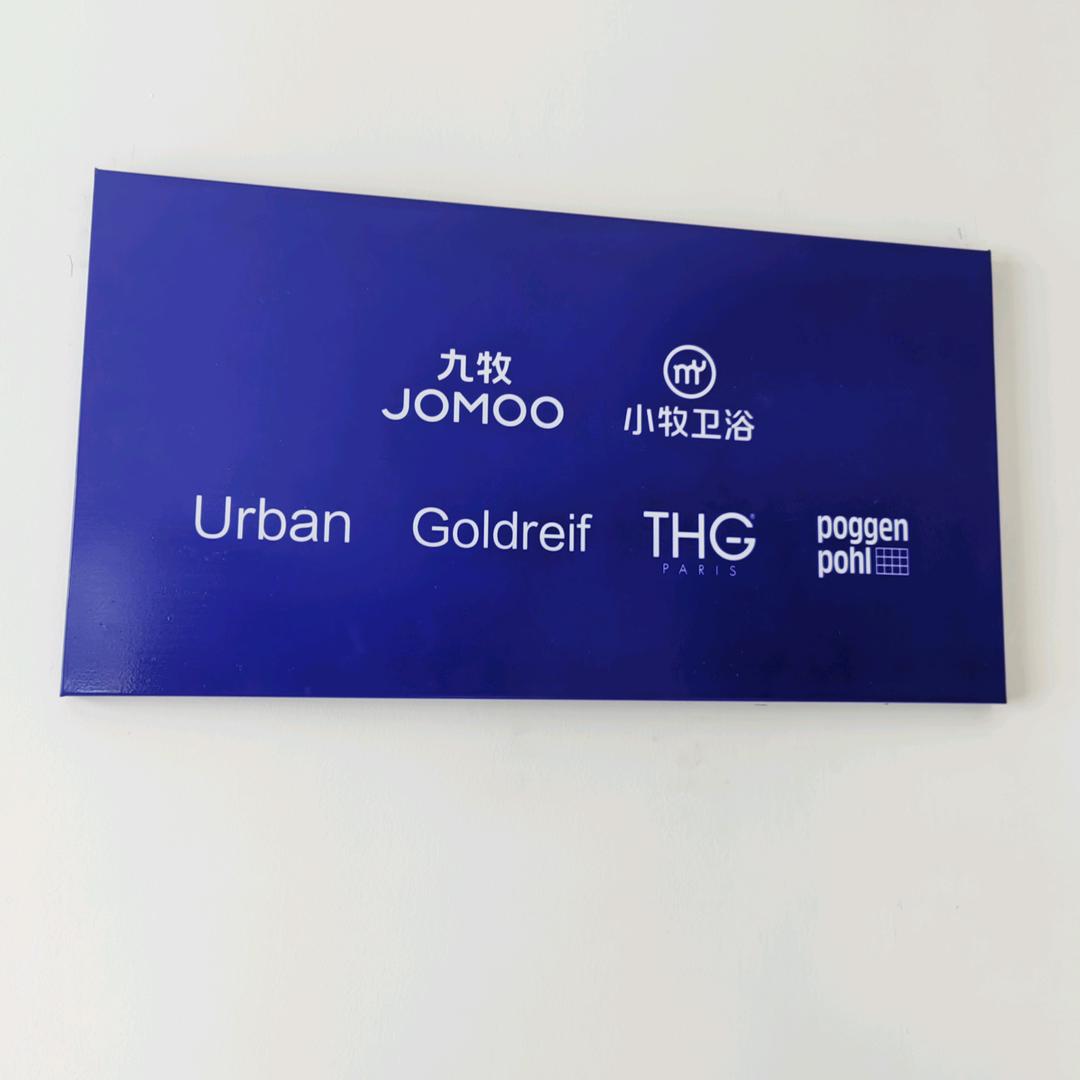 九牧
JOMOO
小牧卫浴
Urban
Goldreif
THG
PARIS
poggen
pohl